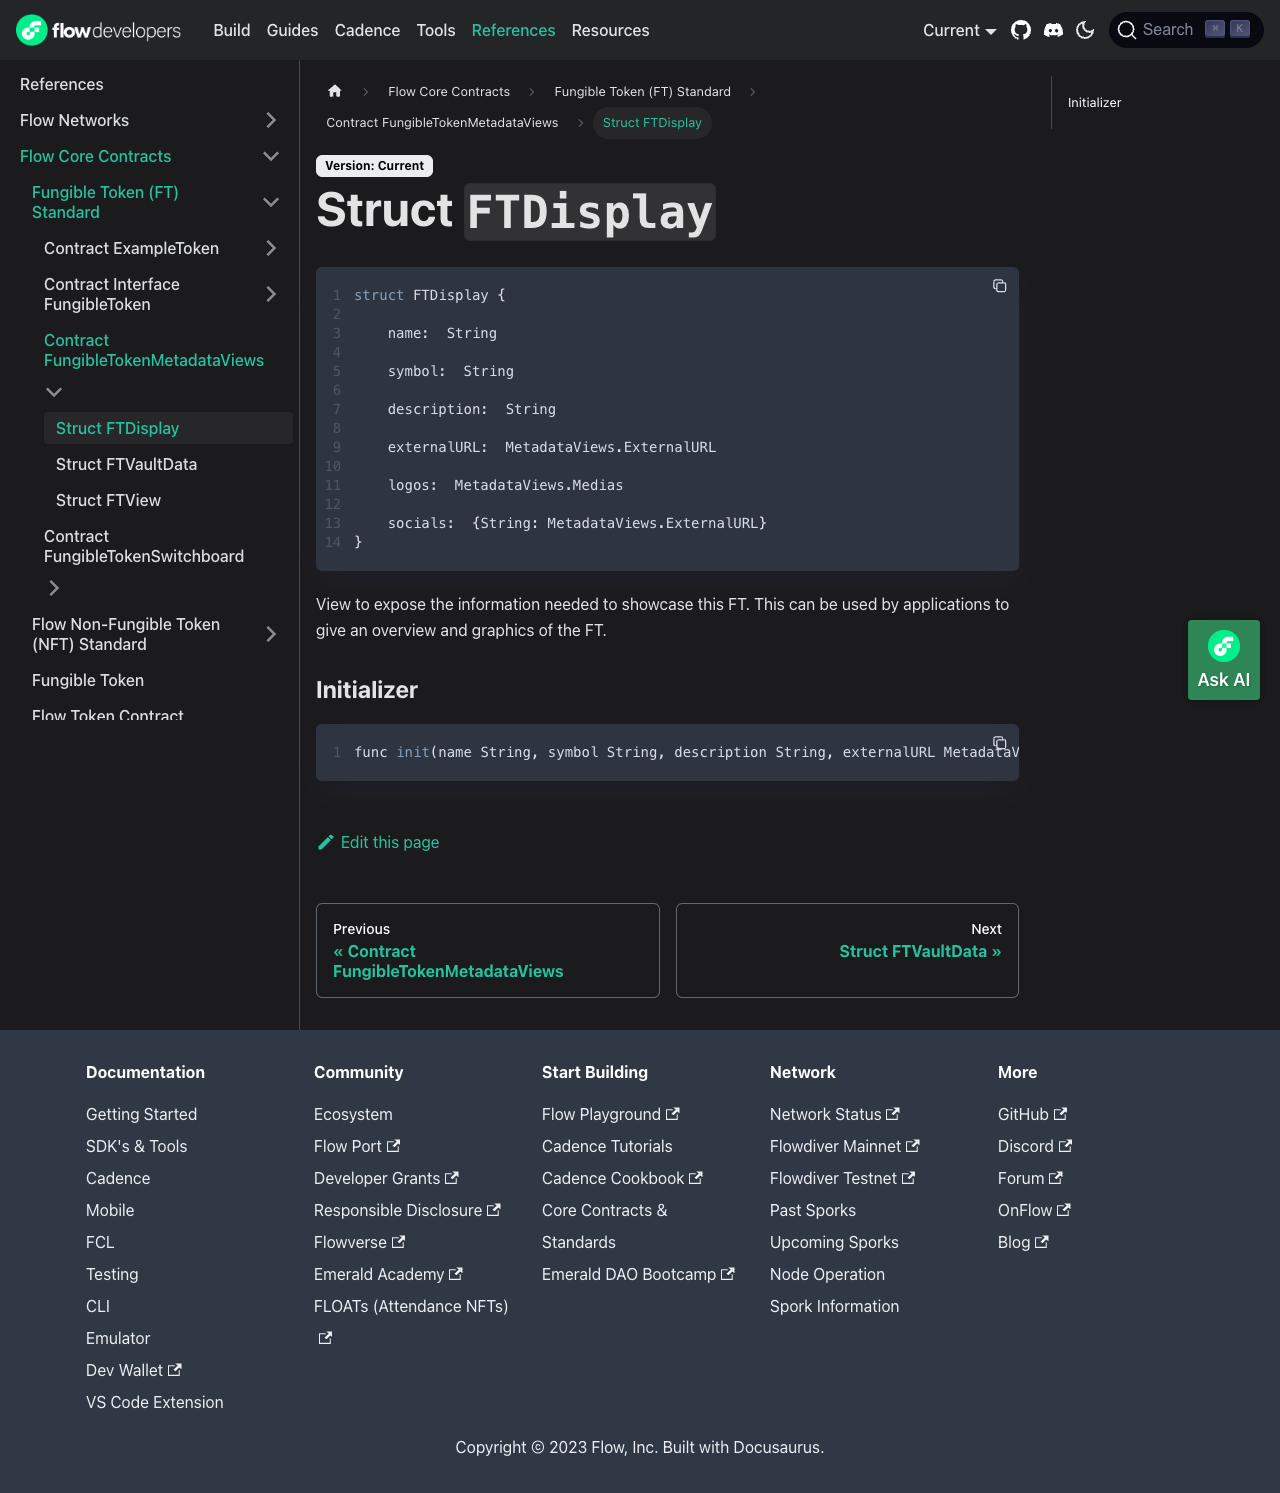 flowdevelopers Build Guides Cadence Tools References Resources Current Search ⌘ K
References
Flow Networks
Flow Core Contracts
Fungible Token (FT)
Standard
Contract ExampleToken
Contract Interface
FungibleToken
Contract
FungibleTokenMetadataViews
Struct FTDisplay
Struct FTVaultData
Struct FTView
Contract
FungibleTokenSwitchboard
Flow Non-Fungible Token
(NFT) Standard
Fungible Token
Flow Token Contract
Flow Core Contracts
Fungible Token (FT) Standard
Contract FungibleTokenMetadataViews
Struct FTDisplay
Version: Current
Struct FTDisplay
1 struct FTDisplay {
2
3 name:  String
4
5 symbol:  String
6
7 description:  String
8
9 externalURL:  MetadataViews.ExternalURL
10
11 logos:  MetadataViews.Medias
12
13 socials:  {String: MetadataViews.ExternalURL}
14 }
View to expose the information needed to showcase this FT. This can be used by applications to
give an overview and graphics of the FT.
Initializer
1 func init(name String, symbol String, description String, externalURL MetadataV
Edit this page
Previous
« Contract
FungibleTokenMetadataViews
Next
Struct FTVaultData »
Initializer
Ask AI
Documentation
Getting Started
SDK's & Tools
Cadence
Mobile
FCL
Testing
CLI
Emulator
Dev Wallet
VS Code Extension
Community
Ecosystem
Flow Port
Developer Grants
Responsible Disclosure
Flowverse
Emerald Academy
FLOATs (Attendance NFTs)
Start Building
Flow Playground
Cadence Tutorials
Cadence Cookbook
Core Contracts &
Standards
Emerald DAO Bootcamp
Network
Network Status
Flowdiver Mainnet
Flowdiver Testnet
Past Sporks
Upcoming Sporks
Node Operation
Spork Information
More
GitHub
Discord
Forum
OnFlow
Blog
Copyright © 2023 Flow, Inc. Built with Docusaurus.